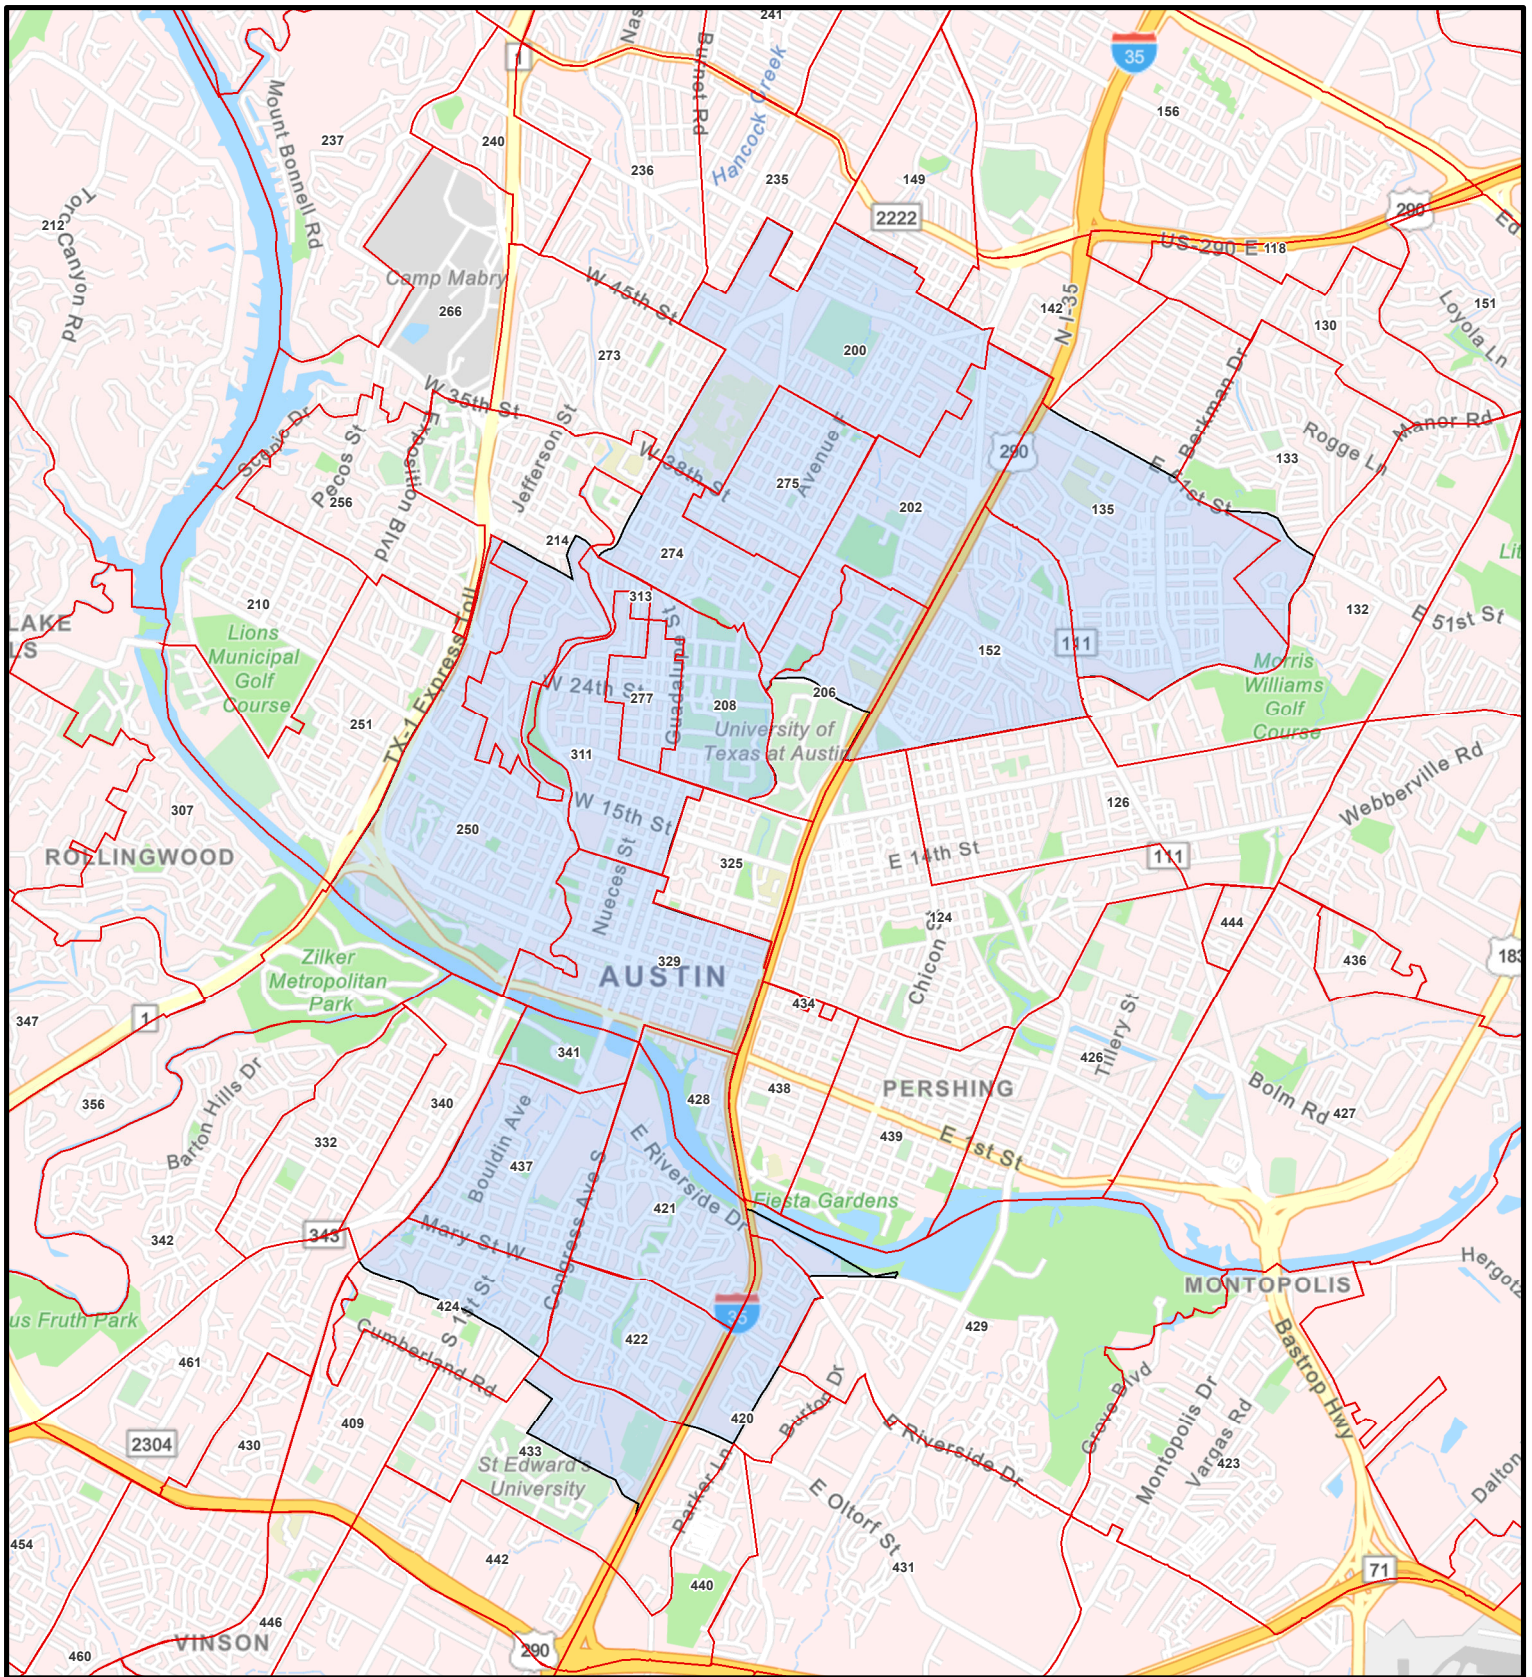 241
Nas
1
35
Burnet Rd
Hancock Creek
156
237
240
Mount Bonnell Rd
236
235
149
212
Toro Canyon Rd
2222
290
Ed
US-290 E
118
Camp Mabry
W 45th St
N I-35
266
142
151
130
Loyola Ln
200
273
Berkman Dr
W 35th St
Scenic Dr
Pecos St
Exposition Blvd
Jefferson St
Avenue F
Manor Rd
Rogge Ln
W 38th St
290
E 51st St
133
256
275
202
135
214
274
Lit
210
313
132
E 51st St
LAKE
LS
Lions
Municipal
Golf
Course
TX-1 Express Toll
Guadalupe St
111
152
Morris
Williams
Golf
Course
W 24th St
277
208
206
251
University of
Texas at Austin
311
307
W 15th St
126
Webberville Rd
250
ROLLINGWOOD
Nueces St
325
E 14th St
111
Chicon St
124
444
Zilker
Metropolitan
Park
329
AUSTIN
436
183
434
347
1
341
Tillery St
426
356
Barton Hills Dr
340
428
438
PERSHING
Bolm Rd
427
332
Bouldin Ave
437
E Riverside Dr
439
E 1st St
Congress Ave S
421
Fiesta Gardens
343
342
Mary St W
Hergotz
MONTOPOLIS
424
S 1st St
35
us Fruth Park
Cumberland Rd
422
429
461
Bastrop Hwy
Burton Dr
Grove Blvd
Montopolis Dr
Vargas Rd
409
420
E Riverside Dr
2304
430
433
St Edward's
University
Parker Ln
423
Dalton
E Oltorf St
454
442
431
71
440
446
VINSON
460
290